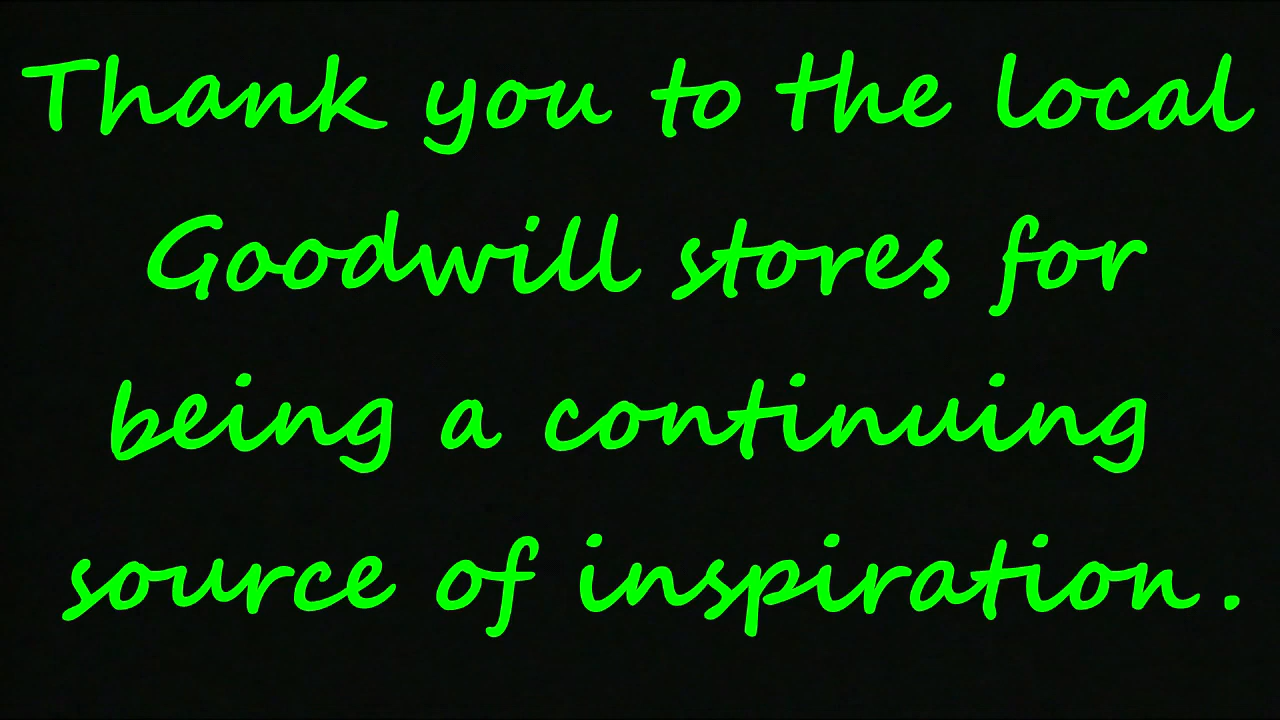 Thank you to the local
Goodwill stores for
being a continuing
source of inspiration.